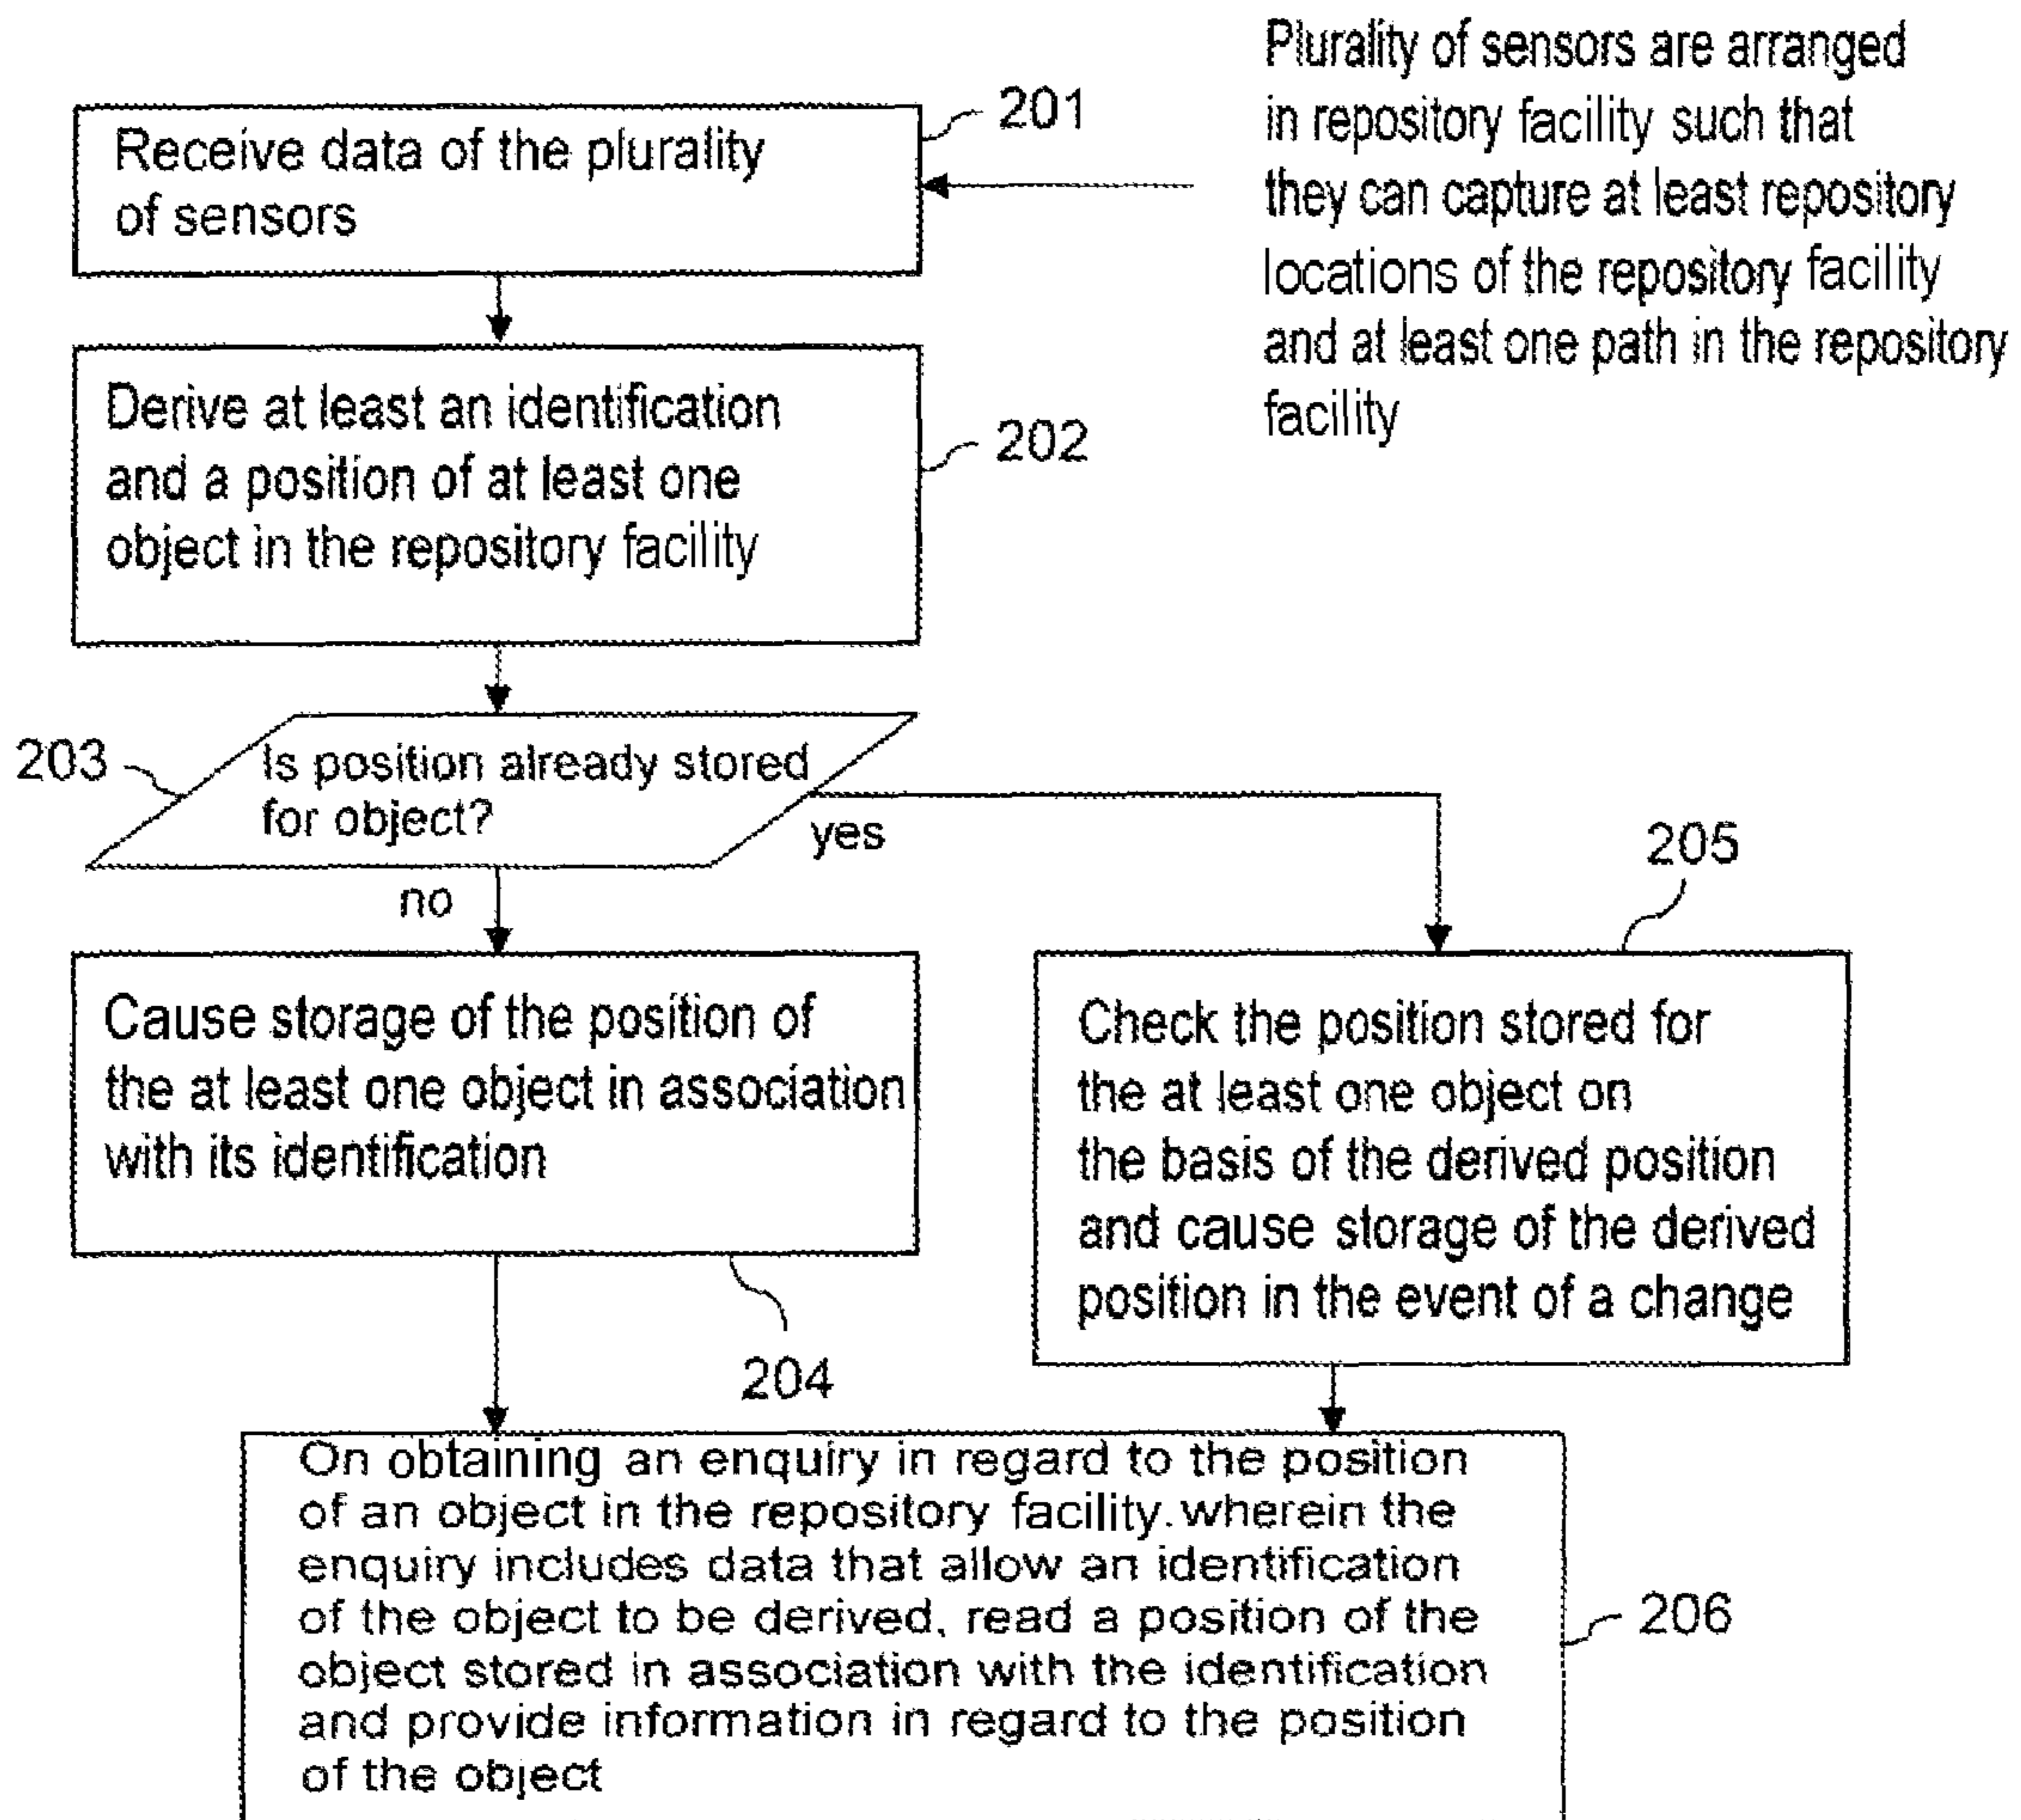 Plurality of sensors are arranged
in repository facility such that
they can capture at least repository
locations of the repository facility
and at least one path in the repository
facility
201
Receive data of the plurality
of sensors
202
Derive at least an identification
and a position of at least one
object in the repository facility
203
Is position already stored
for object?
yes
no
204
Cause storage of the position of
the at least one object in association
with its identification
205
Check the position stored for
the at least one object on
the basis of the derived position
and cause storage of the derived
position in the event of a change
On obtaining an enquiry in regard to the position
of an object in the repository facility.wherein the
enquiry includes data that allow an identification
of the object to be derived, read a position of the
object stored in association with the identification
and provide information in regard to the position
of the object
206